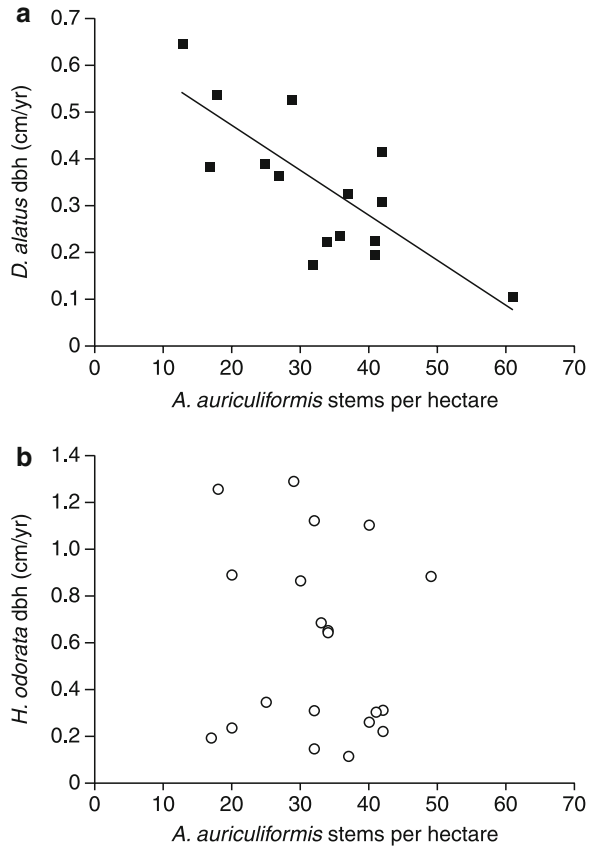 a
D. alatus dbh (cm/yr)
0.7
0.6
0.5
0.4
0.3
0.2
0.1
0
0 10 20 30 40 50 60 70
A. auriculiformis stems per hectare
b
H. odorata dbh (cm/yr)
1.4
1.2
1.0
0.8
0.6
0.4
0.2
0
0 10 20 30 40 50 60 70
A. auriculiformis stems per hectare